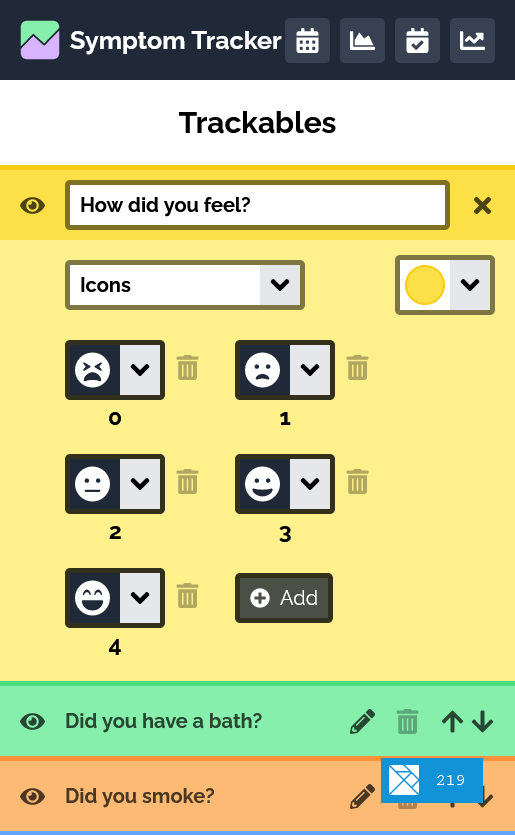 Symptom Tracker
Trackables
How did you feel?
Icons
0 1
2 3
Add
4
Did you have a bath?
Did you smoke?
219